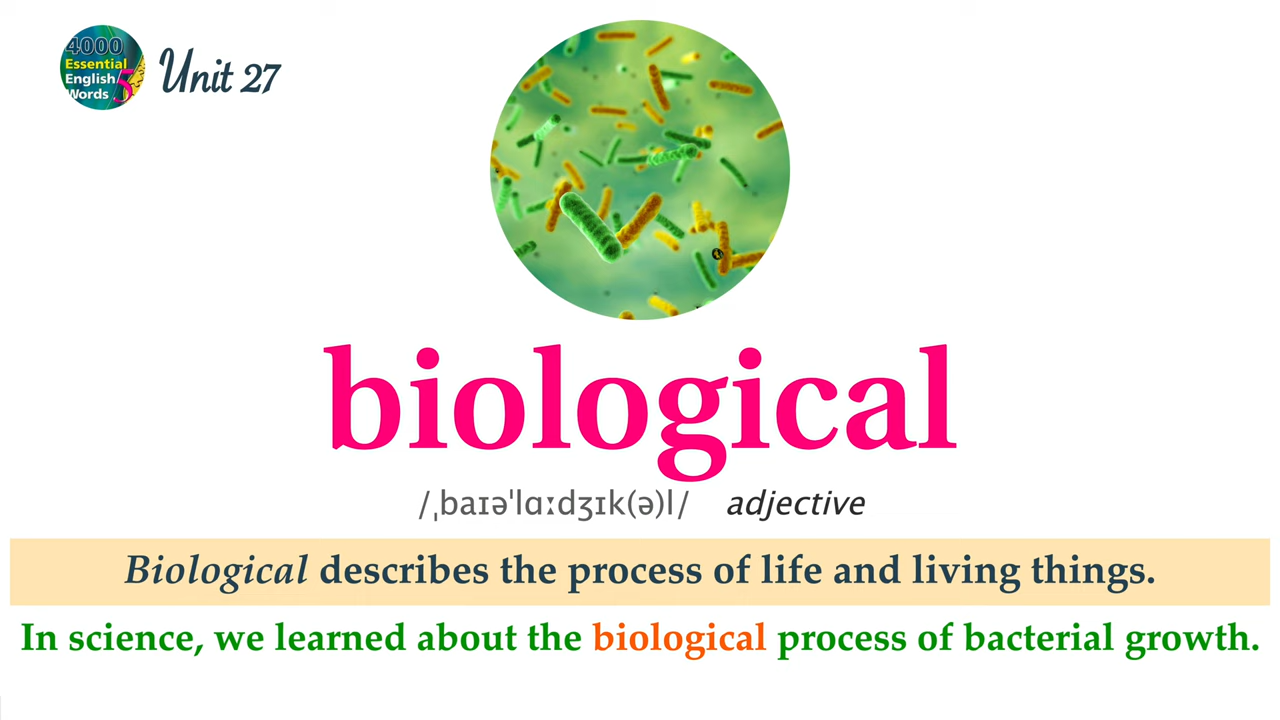 4000
Essential
English
Words 5
Unit 27
biological
/ˌbaɪəˈlɑːdʒɪk(ə)l/ adjective
Biological describes the process of life and living things.
In science, we learned about the biological process of bacterial growth.